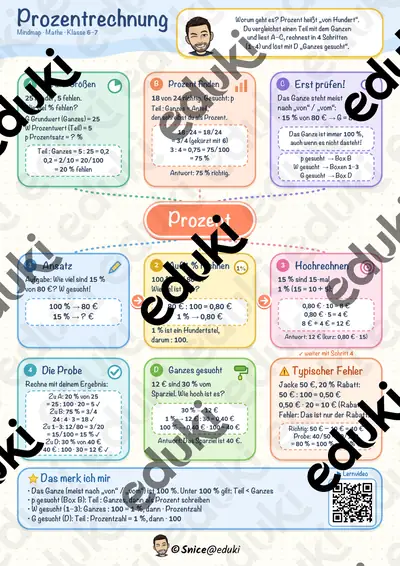 Prozentrechnung
Mindmap · Mathe · Klasse 6-7
Worum geht es? Prozent heißt „von Hundert".
Du vergleichst einen Teil mit dem Ganzen
und liest A–C, rechnest in 4 Schritten
(1–4) und löst mit D „Ganzes gesucht".
eduki
Größen
25 5 Fehlen.
% fehlen?
Grundwert (Ganzes) = 25
W Prozentwert (Teil) = 5
p Prozentsatz = ? %
Teil : Ganzes = 5 : 25 = 0,2
0,2 = 2/10 = 20/100
= 20 % fehlen
B
Prozent finden
18 von 24 richtig. Gesucht: p
Teil : Ganzes
als Prozent.
18 : 24 = 18/24
= 3/4 (gekürzt mit 6)
3 : 4 = 0,75 = 75/100
= 75 %
Antwort: 75 % richtig.
C
Erst prüfen!
Das Ganze steht meist
nach „von" / „vom":
· 15 % von 80 € → G =
Das Ganze ist immer 100 %,
auch wenn es nicht dasteht!
p gesucht → Box B
W gesucht → Boxen 1–3
G gesucht → Box D
Prozent
1
Ansatz
Aufgabe: Wie viel sind 15 %
von 80 €? W gesucht!
100 % → 80 €
15 % → ? €
2
1%
80 € : 100 = 0,80 €
1 % → 0,80 €
1 % ist ein Hundertstel,
darum : 100.
3
Hochrechnen
15 % sind 15-mal
1 % (15 = 10 + 5)
0,80 € · 10 = 8 €
0,80 € · 5 = 4 €
8 € + 4 € = 12 €
Antwort: 12 € (kurz: 0,80 € · 15)
✓ weiter mit Schritt 4
4
Die Probe
Rechne mit deinem Ergebnis:
Zu A: 20 % von 25
= 25 : 100 · 20 = 5 ✓
Zu B: 75 % = 3/4
24 : 4 · 3 = 18 ✓
Zu 1-3: 12/80 = 3/20
= 15/100 = 15 % ✓
Zu D: 30 % von 40 €
= 40 € : 100 · 30 = 12 € ✓
D
Ganzes gesucht
12 € sind 30 % vom
Sparziel. Wie hoch ist es?
30 % → 12 €
0,40 €
100 = 40 €
Antwort: Das Sparziel ist 40 €.
Typischer Fehler
Jacke 50 €, 20 % Rabatt:
50 € : 100 = 0,50 €
0,50 € · 20 = 10 €
Fehler: Das ist nur der Rabatt
Richtig: 50 € − 10 € = 40 €
Probe: 40/50
= 80 % = 100 %
Das merk ich mir
• Das Ganze (meist nach „von" / „vom") ist 100 %. Unter 100 % gilt: Teil < Ganzes
• p gesucht (Box B): Teil : Ganzes, dann als Prozent schreiben
• W gesucht (1–3): Ganzes : 100 = 1 %, dann · Prozentzahl
• G gesucht (D): Teil : Prozentzahl = 1 %, dann · 100
Lernvideo
© Snice@eduki